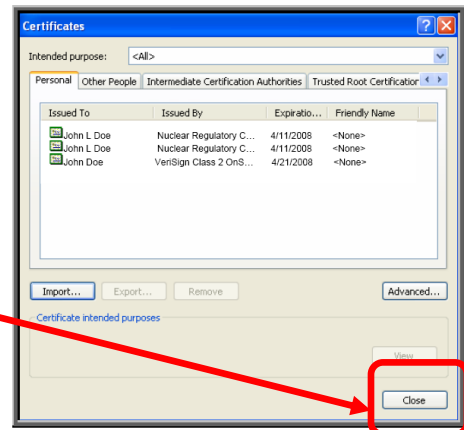 Certificates
Intended purpose: <All>
Personal Other People Intermediate Certification Authorities Trusted Root Certification
Issued To Issued By Expiratio... Friendly Name
John L Doe Nuclear Regulatory C... 4/11/2008 <None>
John L Doe Nuclear Regulatory C... 4/11/2008 <None>
John Doe VeriSign Class 2 OnS... 4/21/2008 <None>
Import... Export... Remove Advanced...
Certificate intended purposes
View
Close